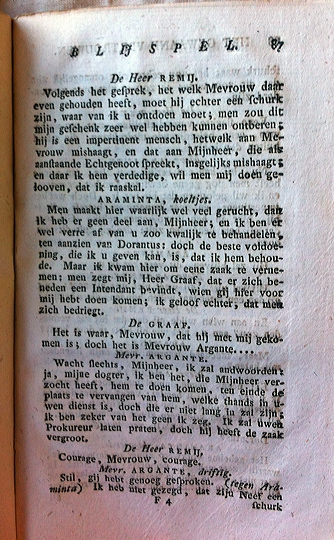 BLIJSPEL. 87
De Heer REMIJ.
Volgends het gesprek, het welk Mevrouw daar
even gehouden heeft, moet hij echter een schurk
zijn, waar van ik u ontdoen moet; men zou dit
mijn geschenk zeer wel hebben kunnen ontberen;
hij is een impertinent mensch, hetwelk aan Me-
vrouw mishaagt, en dat aan Mijnheer, die als
aanstaande Echtgenoot spreekt, insgelijks mishaagt;
en daar ik hem verdedige, wil men mij doen ge-
looven, dat ik raaskal.
ARAMINTA, koeltjes.
Men maakt hier waarlijk wel veel gerucht, dan
ik heb er geen deel aan, Mijnheer; en ik ben er
wel verre af van u zoo kwalijk te behandelen,
ten aanzien van Dorantus: doch de beste voldoe-
ning, die ik u geven kan, is, dat ik hem behou-
de. Maar ik kwam hier om eene zaak te verne-
men: men zegt mij, Heer Graaf, dat er zich be-
neden een Intendant bevindt, wien gij hier voor
mij hebt doen komen; ik geloof echter, dat men
zich bedriegt.
De GRAAF.
Het is waar, Mevrouw, dat hij met mij geko-
men is; doch het is Mevrouw Argante....
Mevr. ARGANTE.
Wacht slechts, Mijnheer, ik zal andwoorden:
ja, mijne dogter, ik ben het, die Mijnheer ver-
zocht heeft, hem te doen komen, ten einde de
plaats te vervangen van hem, welke thands in u-
wen dienst is, doch die er niet lang in zal zijn;
ik ben zeker van het geen ik zeg. Ik zal uwen
Prokureur laten praten, doch hij heeft de zaak
vergroot.
De Heer REMIJ,
Courage, Mevrouw, courage.
Mevr. ARGANTE, driftig.
Stil, gij hebt genoeg gesproken. (tegen Ara-
minta) Ik heb niet gezegd, dat zijn Neef een
F 4 schurk